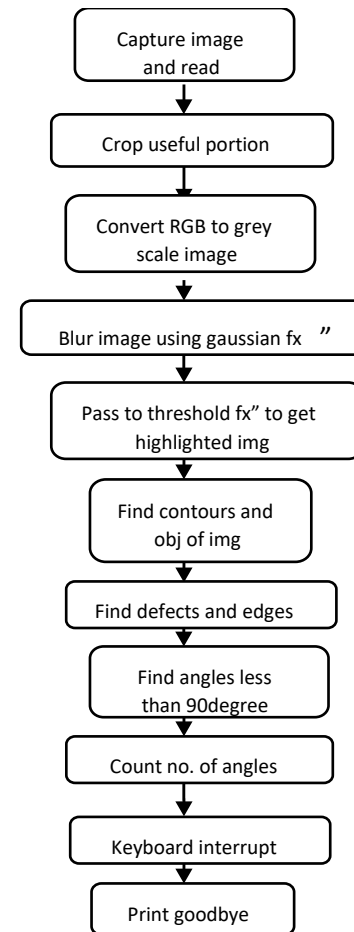 Capture image
and read
Crop useful portion
Convert RGB to grey
scale image
Blur image using gaussian fx ”
Pass to threshold fx” to get
highlighted img
Find contours and
obj of img
Find defects and edges
Find angles less
than 90degree
Count no. of angles
Keyboard interrupt
Print goodbye